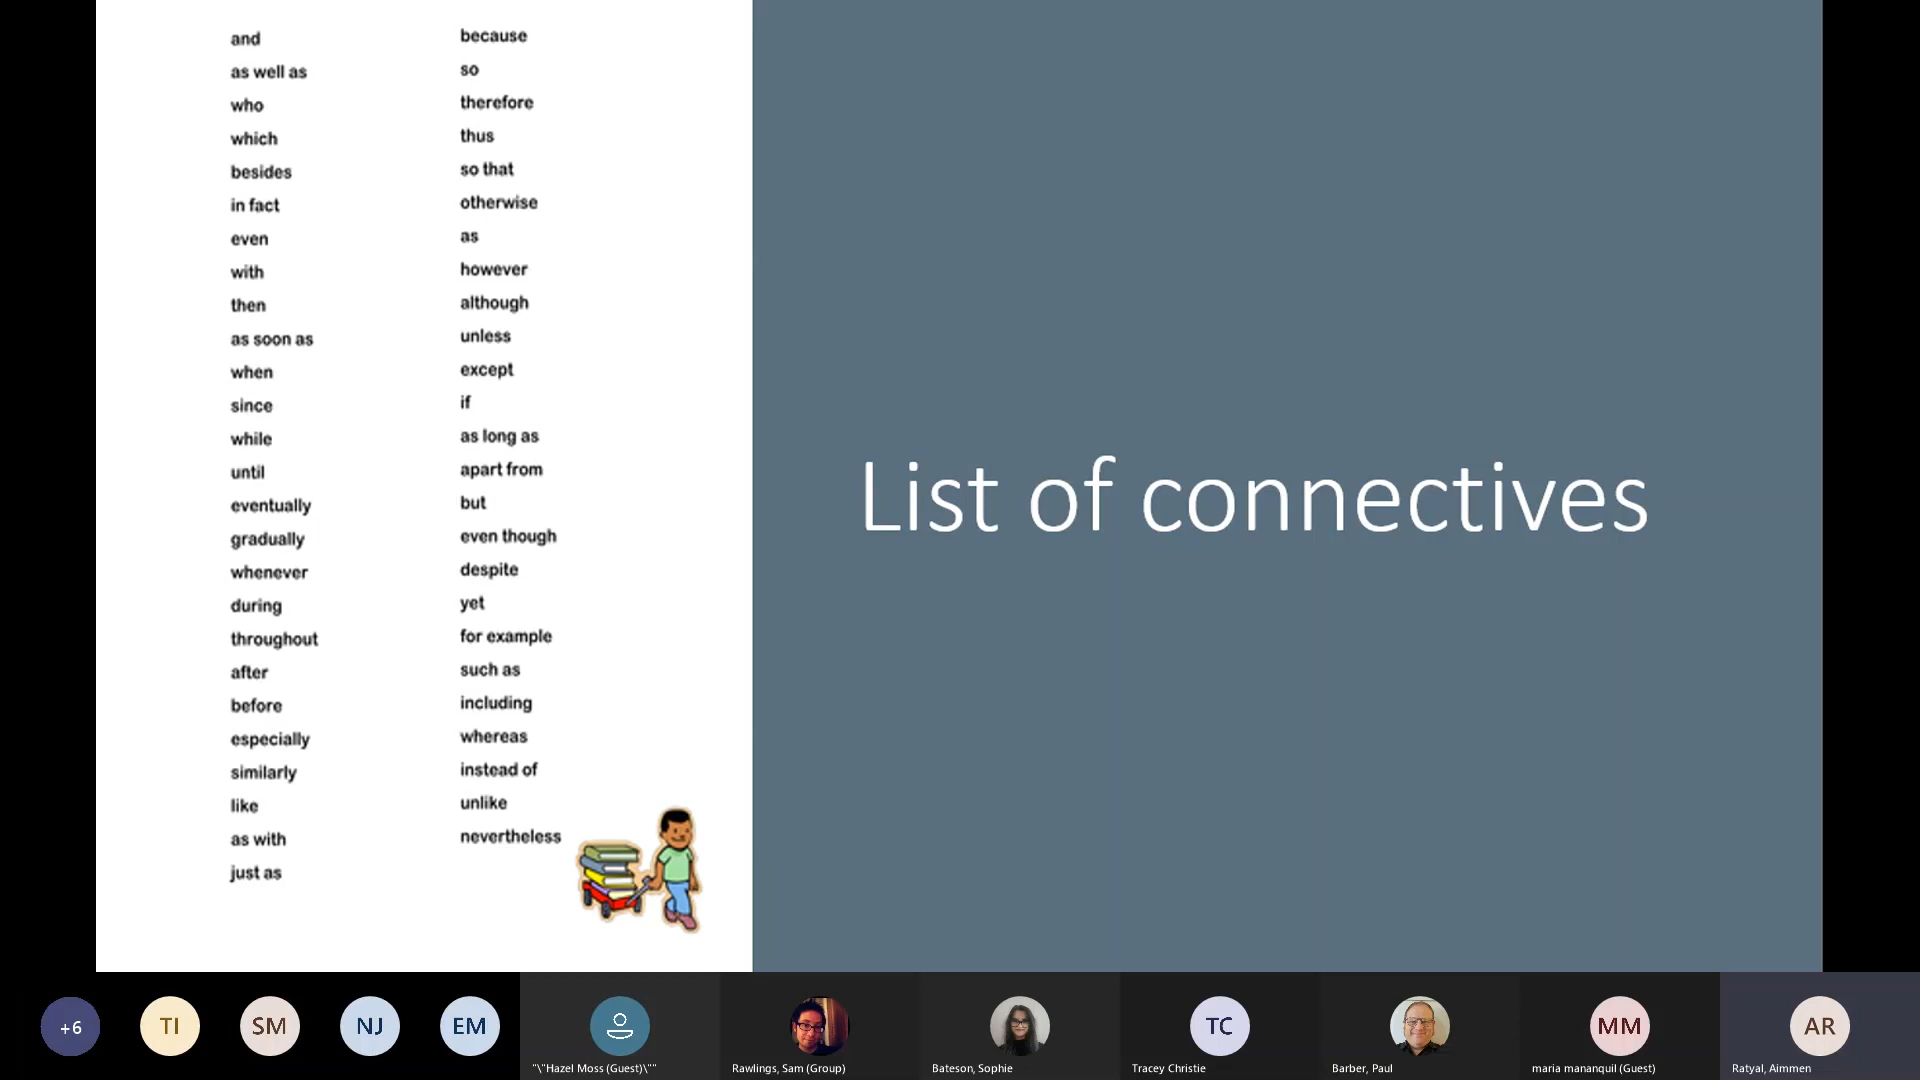 and
as well as
who
which
besides
in fact
even
with
then
as soon as
when
since
while
until
eventually
gradually
whenever
during
throughout
after
before
especially
similarly
like
as with
just as
because
so
therefore
thus
so that
otherwise
as
however
although
unless
except
if
as long as
apart from
but
even though
despite
yet
for example
such as
including
whereas
instead of
unlike
nevertheless
List of connectives
+6
TI
SM
NJ
EM
"\"Hazel Moss (Guest)\""
Rawlings, Sam (Group)
Bateson, Sophie
TC
Tracey Christie
Barber, Paul
MM
maria mananquil (Guest)
AR
Ratyal, Aimmen